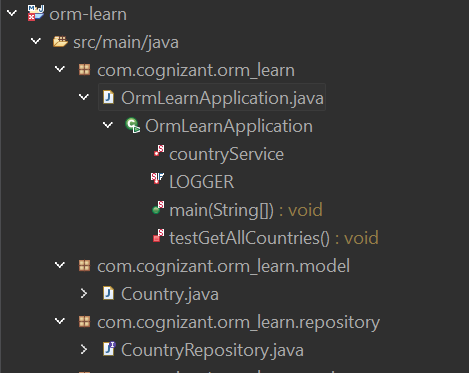 orm-learn
src/main/java
com.cognizant.orm_learn
OrmLearnApplication.java
OrmLearnApplication
countryService
LOGGER
main(String[]) : void
testGetAllCountries() : void
com.cognizant.orm_learn.model
Country.java
com.cognizant.orm_learn.repository
CountryRepository.java